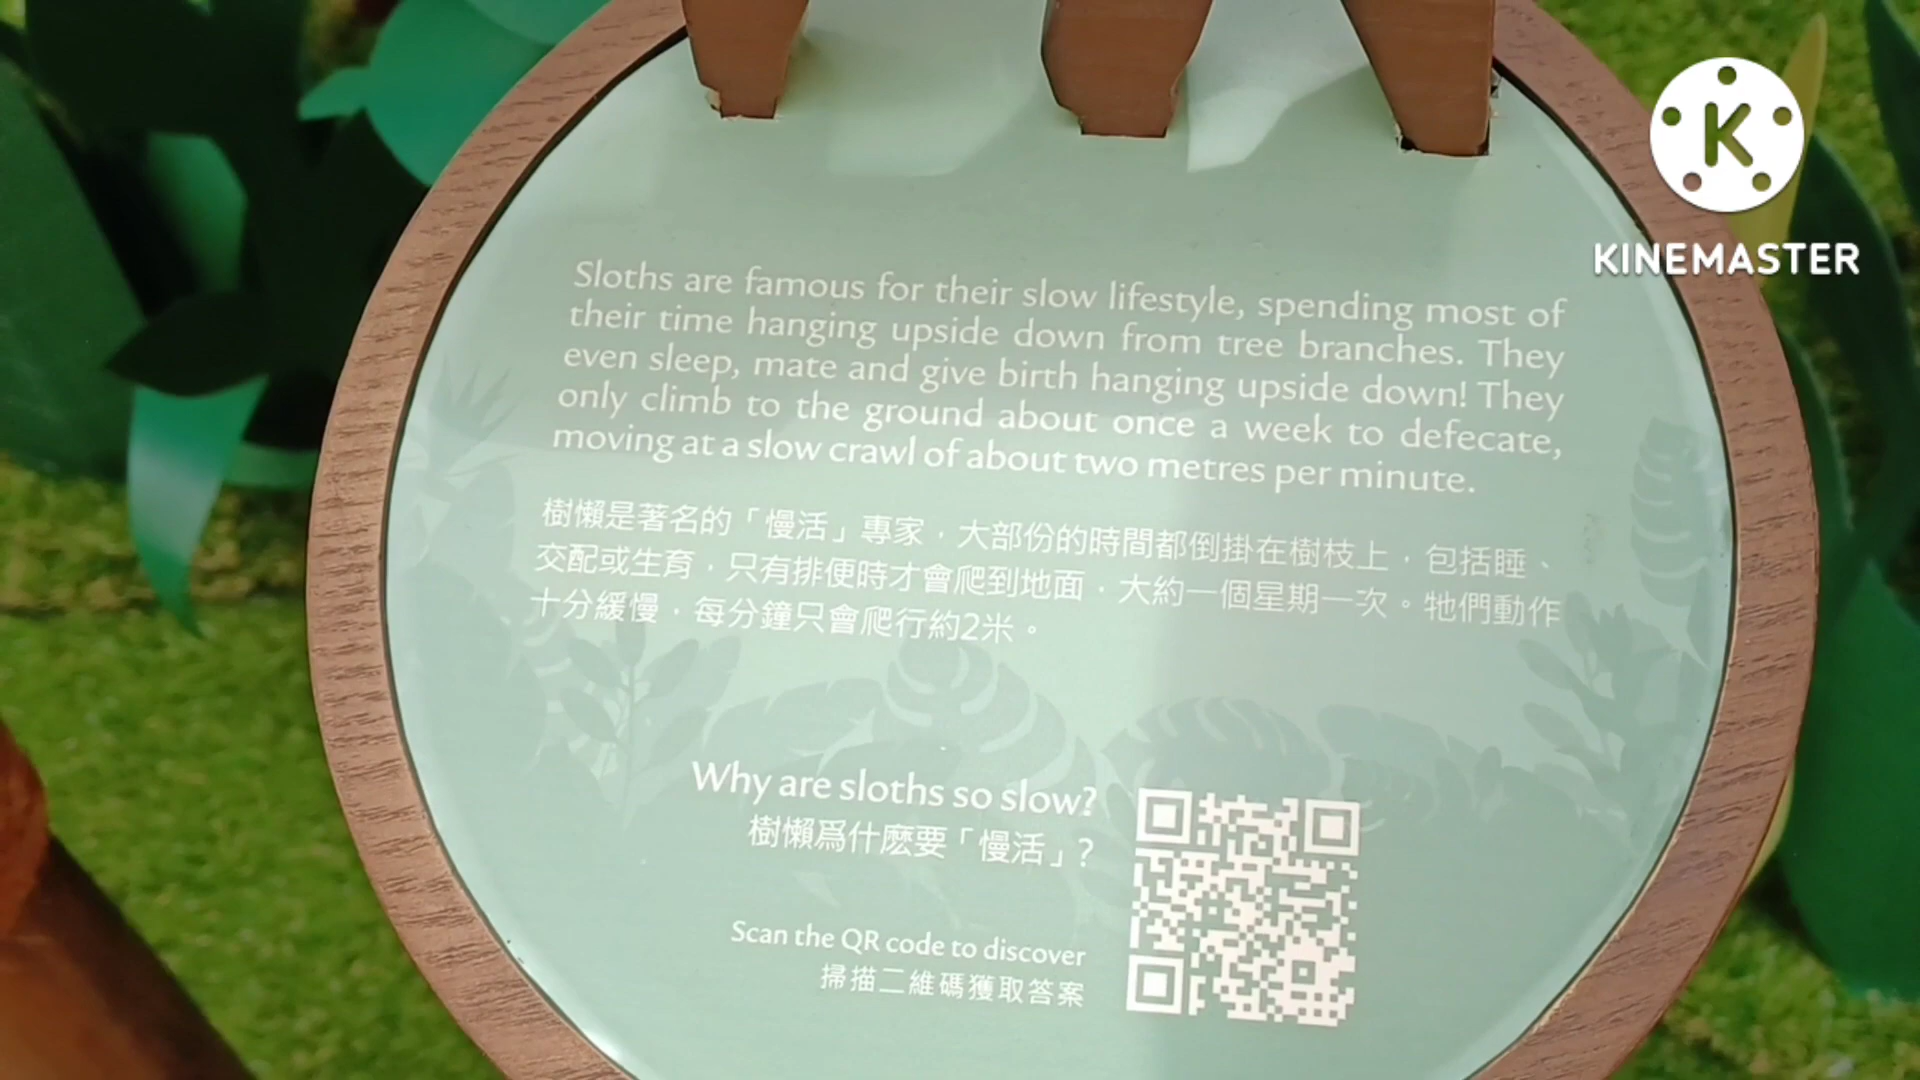 K
KINEMASTER
Sloths are famous for their slow lifestyle, spending most of
their time hanging upside down from tree branches. They
even sleep, mate and give birth hanging upside down! They
only climb to the ground about once a week to defecate,
moving at a slow crawl of about two metres per minute.
樹懶是著名的「慢活」專家，大部份的時間都倒掛在樹枝上，包括睡、
交配或生育，只有排便時才會爬到地面，大約一個星期一次。牠們動作
十分緩慢，每分鐘只會爬行約2米。
Why are sloths so slow?
樹懶爲什麽要「慢活」?
Scan the QR code to discover
掃描二維碼獲取答案